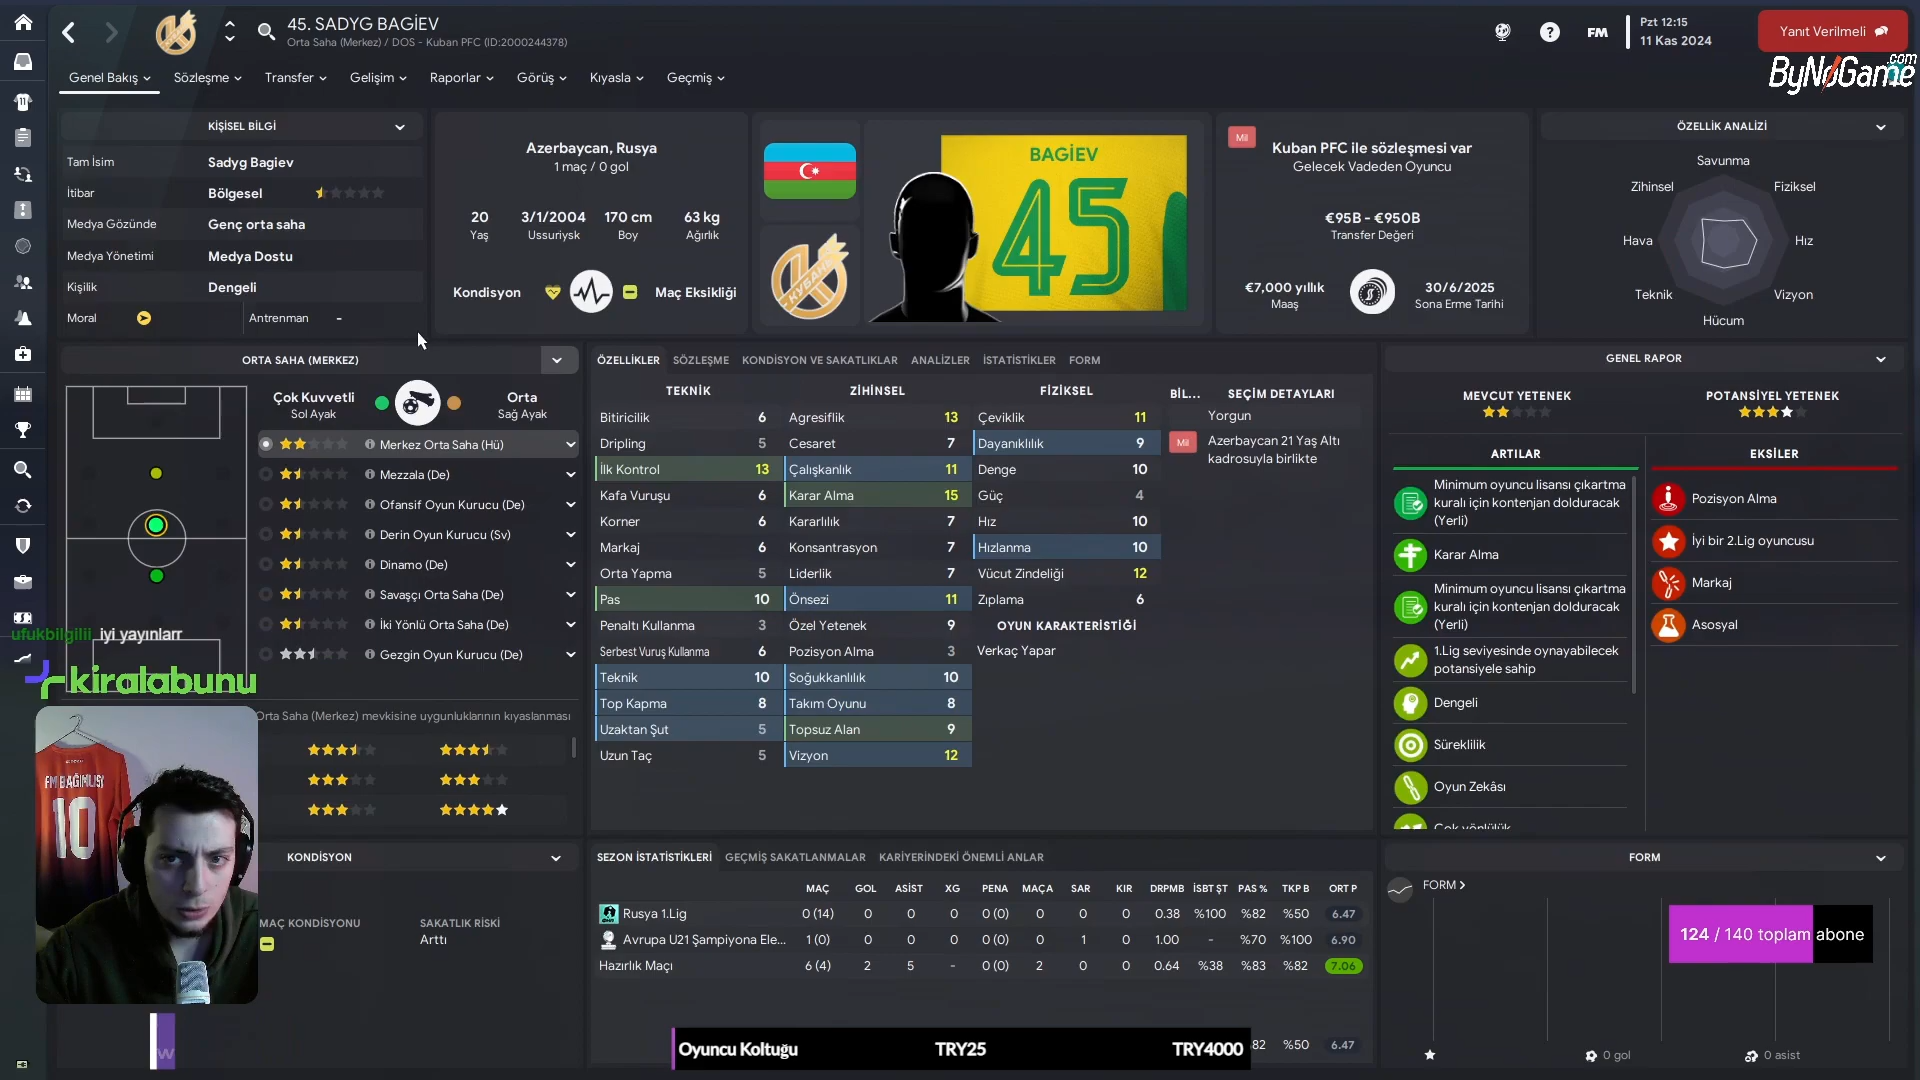 45. SADYG BAGİEV
Orta Saha (Merkez) / DOS - Kuban PFC (ID:2000244378)
FM
Pzt 12:15
11 Kas 2024
Yanıt Verilmeli
ByNoGame.com
Genel Bakış
Sözleşme
Transfer
Gelişim
Raporlar
Görüş
Kıyasla
Geçmiş
KİŞİSEL BİLGİ
Tam İsim Sadyg Bagiev
İtibar Bölgesel
Medya Gözünde Genç orta saha
Medya Yönetimi Medya Dostu
Kişilik Dengeli
Moral Antrenman -
Azerbaycan, Rusya
1 maç / 0 gol
20 3/1/2004 170 cm 63 kg
Yaş Ussuriysk Boy Ağırlık
Kondisyon Maç Eksikliği
КУБАНЬ
BAGİEV
45
Mil
Kuban PFC ile sözleşmesi var
Gelecek Vadeden Oyuncu
€95B - €950B
Transfer Değeri
€7,000 yıllık 30/6/2025
Maaş Sona Erme Tarihi
ÖZELLİK ANALİZİ
Savunma
Zihinsel Fiziksel
Hava Hız
Teknik Vizyon
Hücum
ORTA SAHA (MERKEZ)
Çok Kuvvetli Orta
Sol Ayak Sağ Ayak
Merkez Orta Saha (Hü)
Mezzala (De)
Ofansif Oyun Kurucu (De)
Derin Oyun Kurucu (Sv)
Dinamo (De)
Savaşçı Orta Saha (De)
İki Yönlü Orta Saha (De)
Gezgin Oyun Kurucu (De)
ufukbilgilii iyi yayınlarr
kiralabunu
Orta Saha (Merkez) mevkisine uygunluklarının kıyaslanması
FM BAĞIMLISI
10
KONDİSYON
MAÇ KONDİSYONU SAKATLIK RİSKİ
Arttı
ÖZELLİKLER SÖZLEŞME KONDİSYON VE SAKATLIKLAR ANALİZLER İSTATİSTİKLER FORM
TEKNİK
Bitiricilik 6
Dripling 5
İlk Kontrol 13
Kafa Vuruşu 6
Korner 6
Markaj 6
Orta Yapma 5
Pas 10
Penaltı Kullanma 3
Serbest Vuruş Kullanma 6
Teknik 10
Top Kapma 8
Uzaktan Şut 5
Uzun Taç 5
ZİHİNSEL
Agresiflik 13
Cesaret 7
Çalışkanlık 11
Karar Alma 15
Kararlılık 7
Konsantrasyon 7
Liderlik 7
Önsezi 11
Özel Yetenek 9
Pozisyon Alma 3
Soğukkanlılık 10
Takım Oyunu 8
Topsuz Alan 9
Vizyon 12
FİZİKSEL
Çeviklik 11
Dayanıklılık 9
Denge 10
Güç 4
Hız 10
Hızlanma 10
Vücut Zindeliği 12
Zıplama 6
OYUN KARAKTERİSTİĞİ
Verkaç Yapar
BİL... SEÇİM DETAYLARI
Yorgun
Mil Azerbaycan 21 Yaş Altı
kadrosuyla birlikte
GENEL RAPOR
MEVCUT YETENEK POTANSİYEL YETENEK
ARTILAR
Minimum oyuncu lisansı çıkartma
kuralı için kontenjan dolduracak
(Yerli)
Karar Alma
Minimum oyuncu lisansı çıkartma
kuralı için kontenjan dolduracak
(Yerli)
1.Lig seviyesinde oynayabilecek
potansiyele sahip
Dengeli
Süreklilik
Oyun Zekâsı
Çok yönlülük
EKSİLER
Pozisyon Alma
İyi bir 2.Lig oyuncusu
Markaj
Asosyal
SEZON İSTATİSTİKLERİ GEÇMİŞ SAKATLANMALAR KARİYERİNDEKİ ÖNEMLİ ANLAR
MAÇ GOL ASİST XG PENA MAÇA SAR KIR DRPMB İSBT ŞT PAS % TKP B ORT P
Rusya 1.Lig 0 (14) 0 0 0 0 (0) 0 0 0 0.38 %100 %82 %50 6.47
Avrupa U21 Şampiyona Ele... 1 (0) 0 0 0 0 (0) 0 1 0 1.00 - %70 %100 6.90
Hazırlık Maçı 6 (4) 2 5 - 0 (0) 2 0 0 0.64 %38 %83 %82 7.06
82 %50 6.47
Oyuncu Koltuğu TRY25 TRY4000
FORM
FORM
124 / 140 toplam abone
0 gol 0 asist